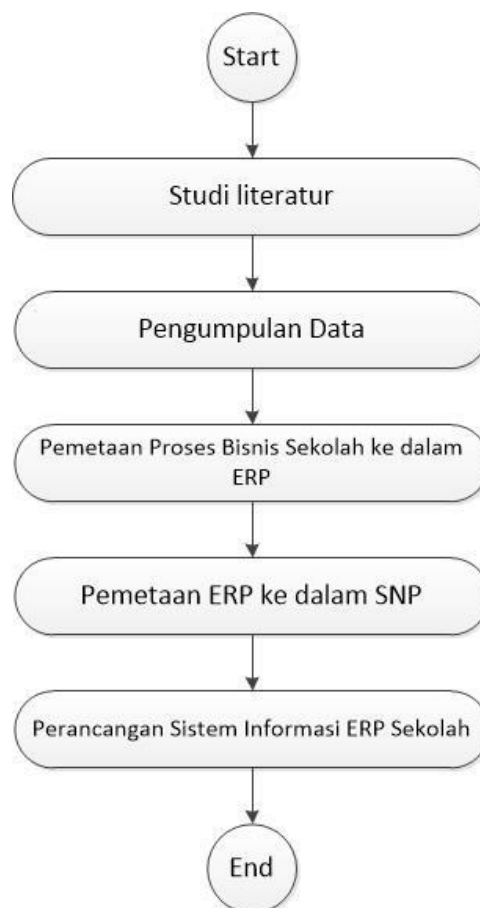 Start
Studi literatur
Pengumpulan Data
Pemetaan Proses Bisnis Sekolah ke dalam
ERP
Pemetaan ERP ke dalam SNP
Perancangan Sistem Informasi ERP Sekolah
End